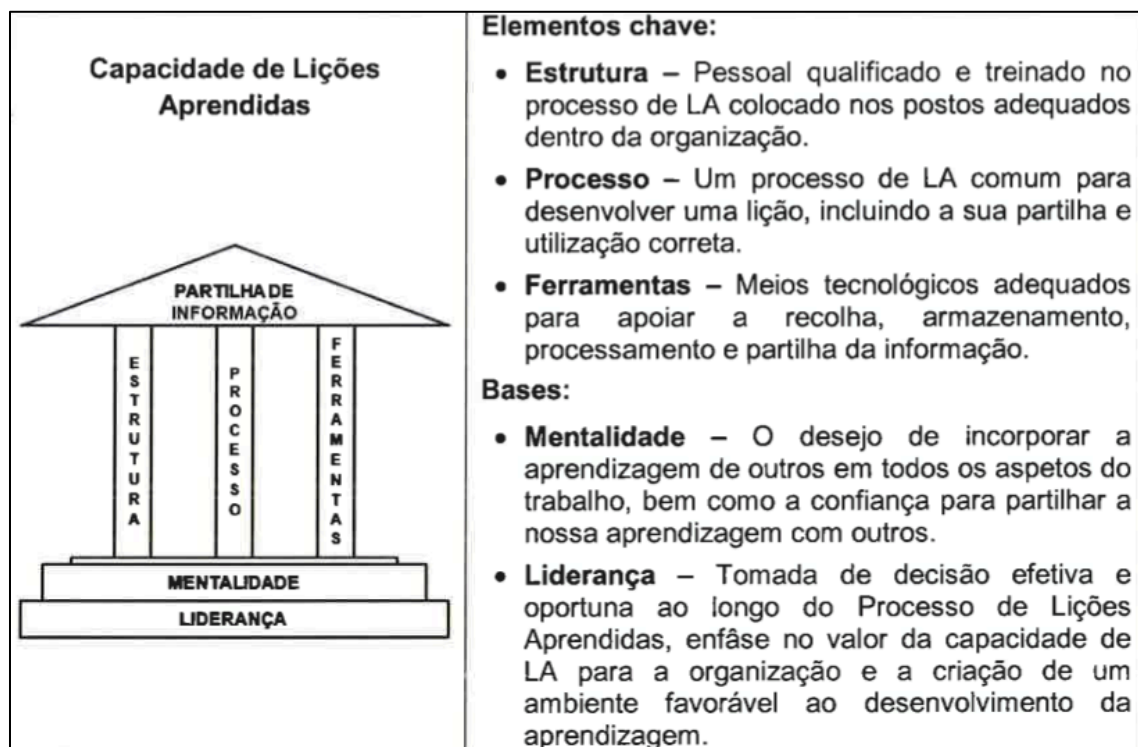 Capacidade de Lições
Aprendidas
PARTILHA DE
INFORMAÇÃO
ESTRUTURA
PROCESSO
FERRAMENTAS
MENTALIDADE
LIDERANÇA
Elementos chave:
• Estrutura – Pessoal qualificado e treinado no
processo de LA colocado nos postos adequados
dentro da organização.
• Processo – Um processo de LA comum para
desenvolver uma lição, incluindo a sua partilha e
utilização correta.
• Ferramentas – Meios tecnológicos adequados
para apoiar a recolha, armazenamento,
processamento e partilha da informação.
Bases:
• Mentalidade – O desejo de incorporar a
aprendizagem de outros em todos os aspetos do
trabalho, bem como a confiança para partilhar a
nossa aprendizagem com outros.
• Liderança – Tomada de decisão efetiva e
oportuna ao longo do Processo de Lições
Aprendidas, enfâse no valor da capacidade de
LA para a organização e a criação de um
ambiente favorável ao desenvolvimento da
aprendizagem.